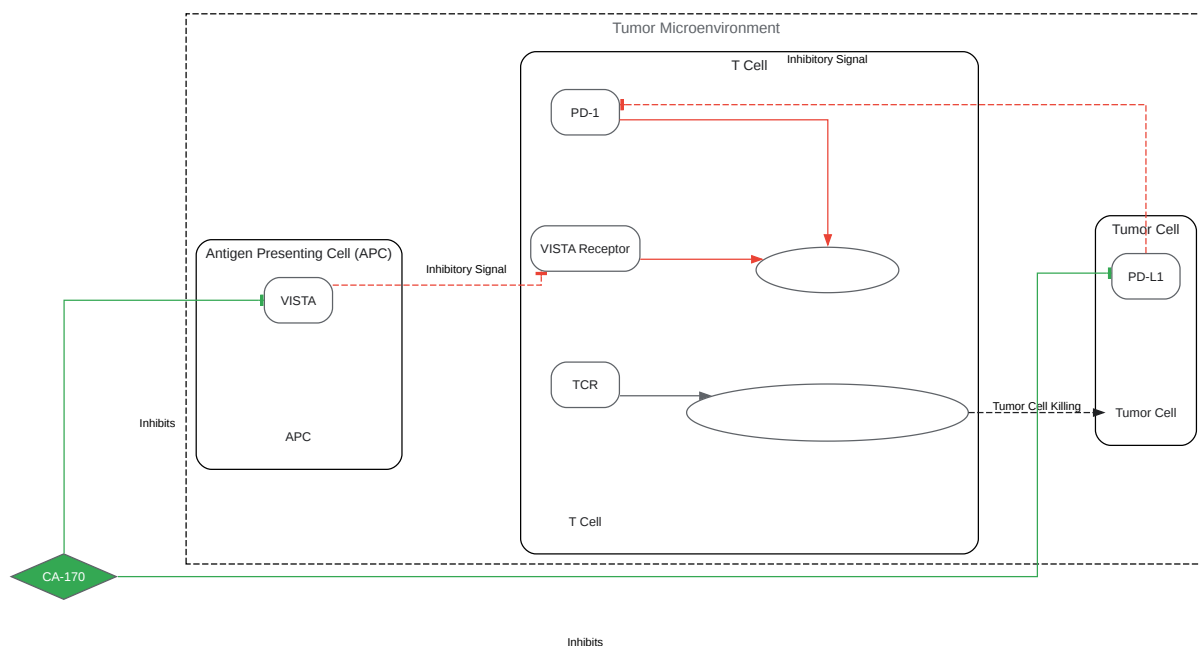 Tumor Microenvironment
T Cell
Inhibitory Signal
PD-1
Tumor Cell
VISTA Receptor
Antigen Presenting Cell (APC)
Inhibitory Signal
PD-L1
VISTA
TCR
Tumor Cell Killing
Tumor Cell
Inhibits
APC
T Cell
CA-170
Inhibits